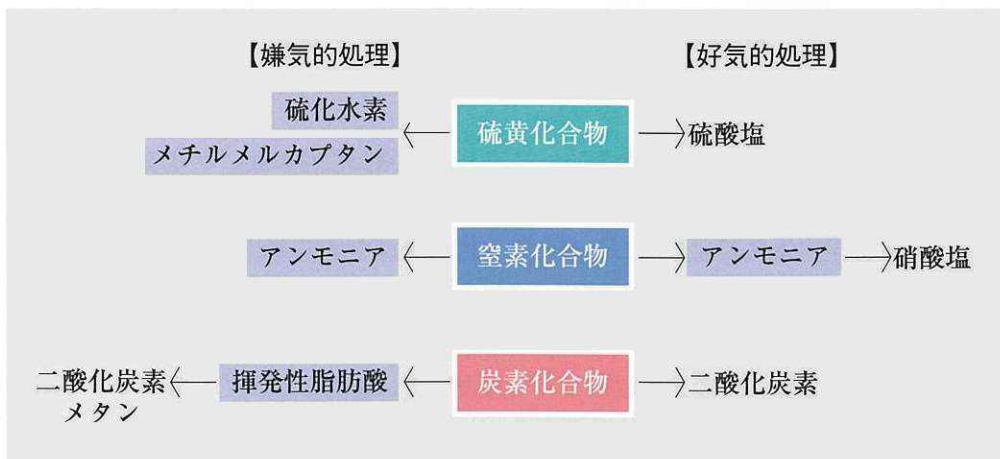 【嫌気的処理】
【好気的処理】
硫化水素
メチルメルカプタン
硫黄化合物
硫酸塩
アンモニア
窒素化合物
アンモニア
硝酸塩
二酸化炭素
メタン
揮発性脂肪酸
炭素化合物
二酸化炭素